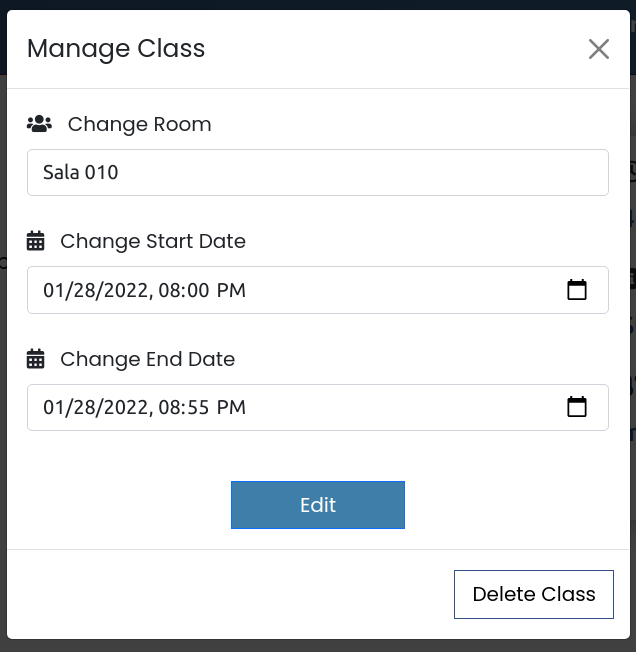 Manage Class
Change Room
Sala 010
Change Start Date
01/28/2022, 08:00 PM
Change End Date
01/28/2022, 08:55 PM
Edit
Delete Class